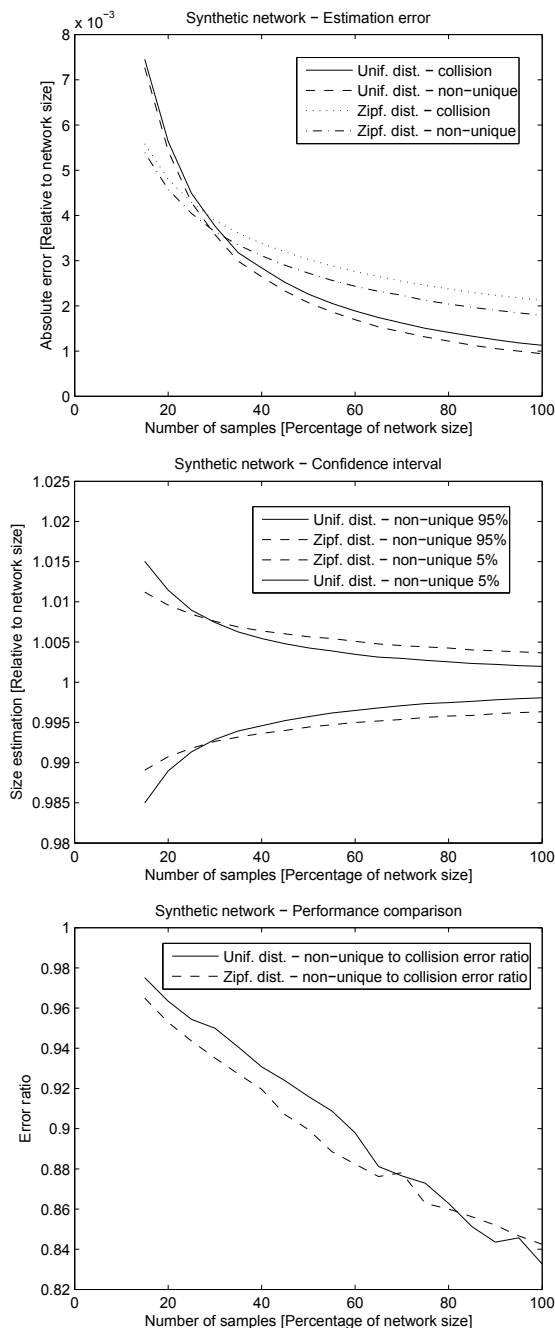 Synthetic network − Estimation error
x 10−3
8
7
6
5
4
3
2
1
0
Absolute error [Relative to network size]
Unif. dist. − collision
Unif. dist. − non−unique
Zipf. dist − collision
Zipf. dist − non−unique
0 20 40 60 80 100
Number of samples [Percentage of network size]
Synthetic network − Confidence interval
1.025
1.02
1.015
1.01
1.005
1
0.995
0.99
0.985
0.98
Size estimation [Relative to network size]
Unif. dist. − non−unique 95%
Zipf. dist. − non−unique 95%
Zipf. dist. − non−unique 5%
Unif. dist. − non−unique 5%
0 20 40 60 80 100
Number of samples [Percentage of network size]
Synthetic network − Performance comparison
1
0.98
0.96
0.94
0.92
0.9
0.88
0.86
0.84
0.82
Error ratio
Unif. dist. − non−unique to collision error ratio
Zipf. dist. − non−unique to collision error ratio
0 20 40 60 80 100
Number of samples [Percentage of network size]